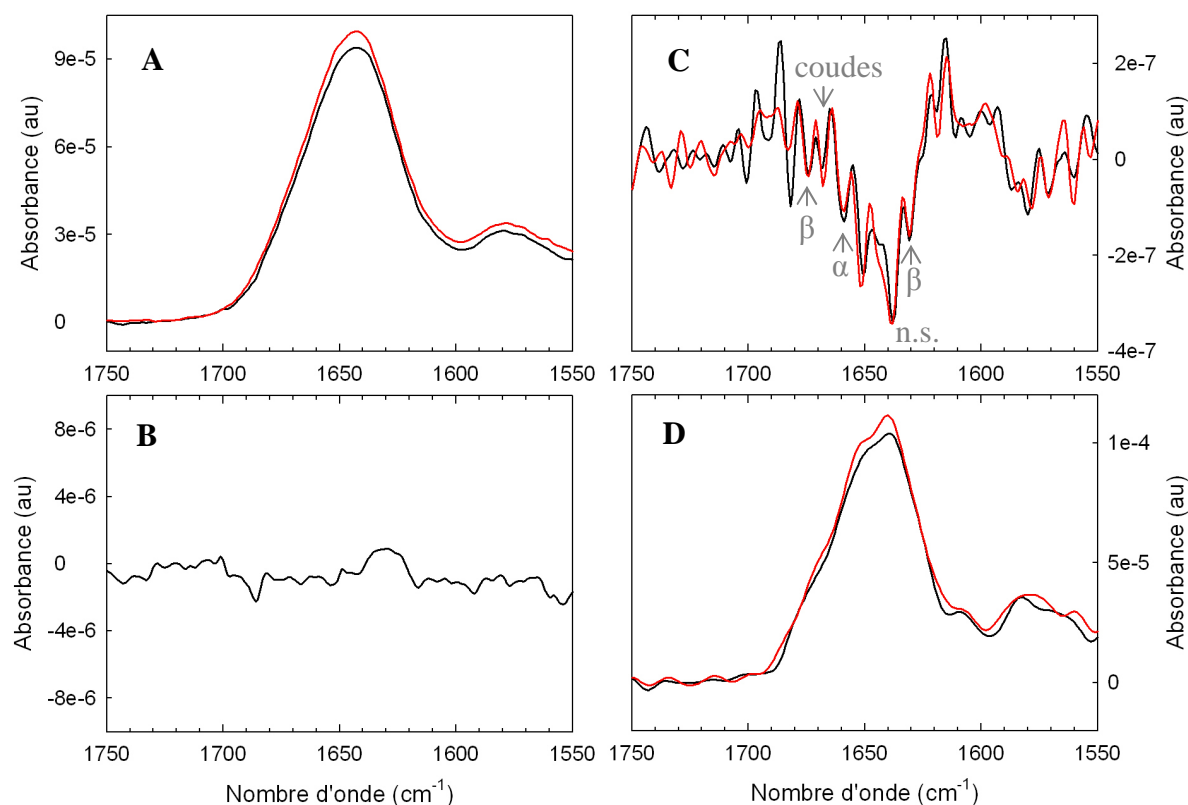 A
9e-5
6e-5
3e-5
0
Absorbance (au)
1750 1700 1650 1600 1550
C
coudes
β
α
β
n.s.
2e-7
0
-2e-7
-4e-7
Absorbance (au)
1750 1700 1650 1600 1550
B
8e-6
4e-6
0
-4e-6
-8e-6
Absorbance (au)
1750 1700 1650 1600 1550
Nombre d'onde (cm-1)
D
1e-4
5e-5
0
Absorbance (au)
1750 1700 1650 1600 1550
Nombre d'onde (cm-1)